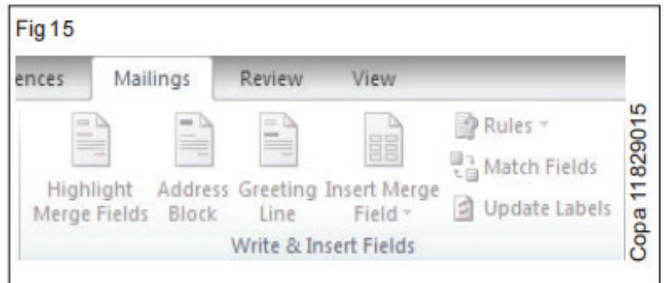 Fig 15
ences Mailings Review View
Highlight Merge Fields
Address Block
Greeting Line
Insert Merge Field
Rules
Match Fields
Update Labels
Write & Insert Fields
Copa 11829015